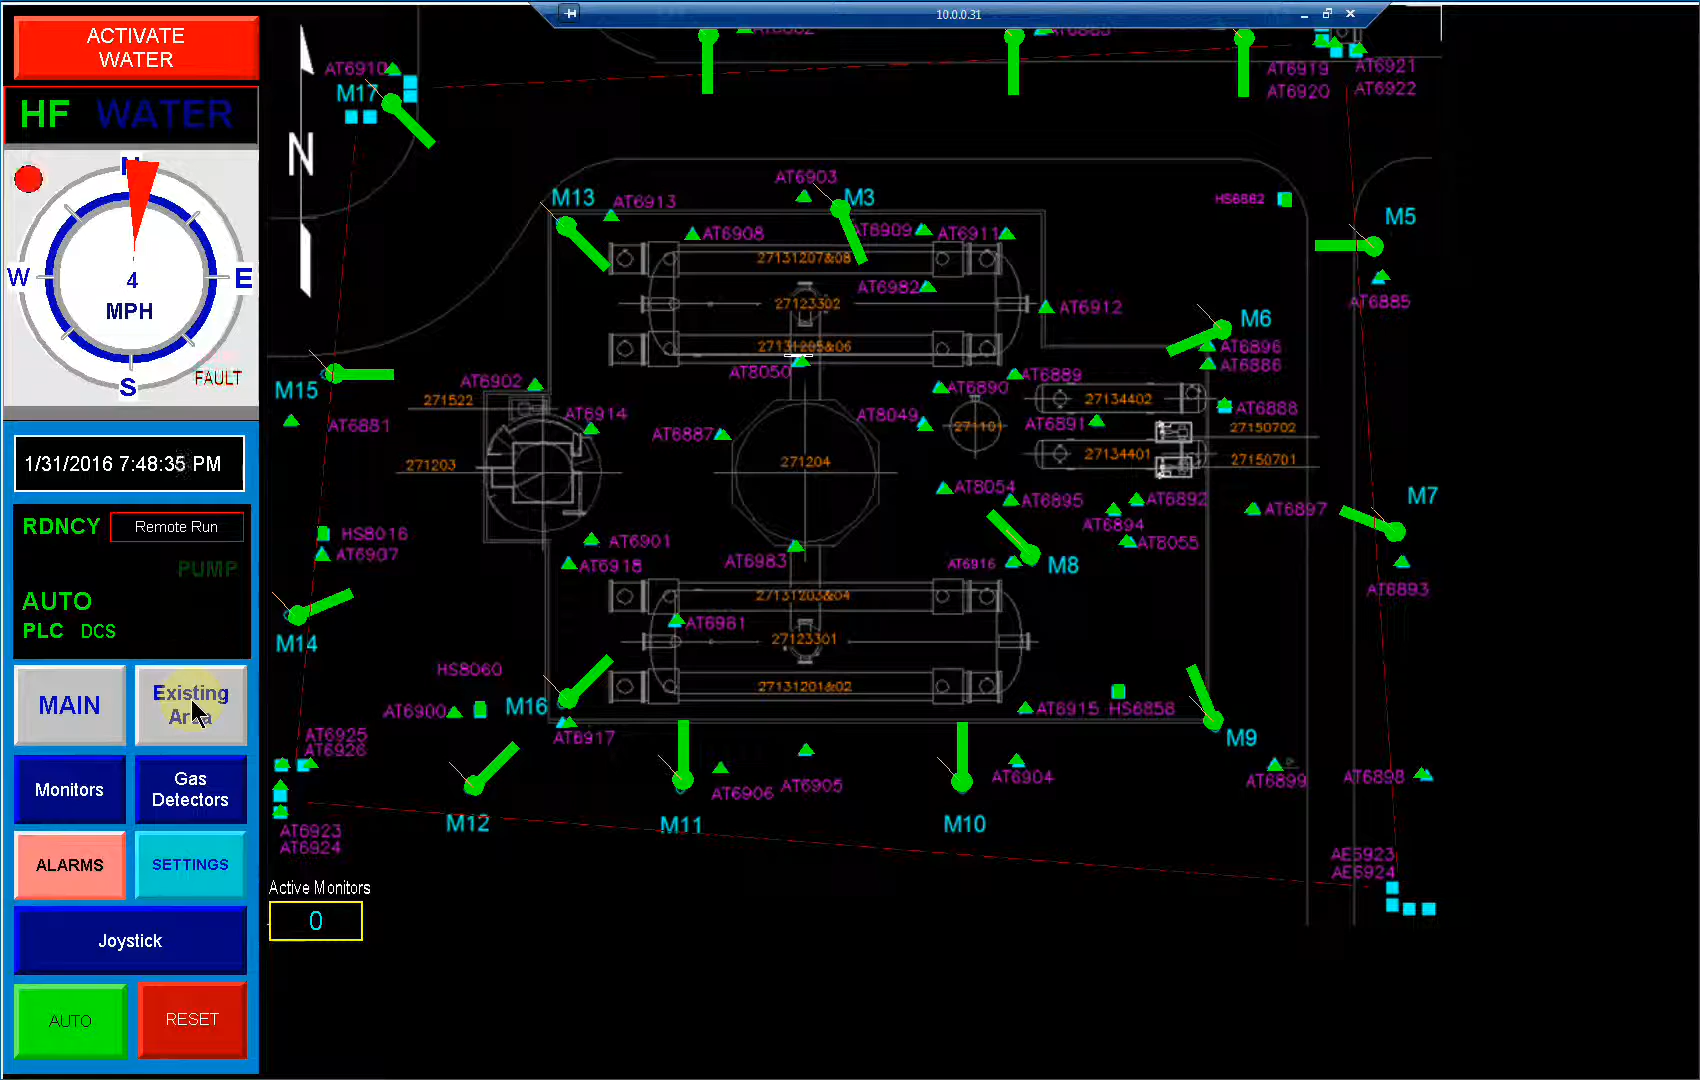 10.0.0.31
ACTIVATE
WATER
HF WATER
N
W
E
S
4
MPH
FAULT
1/31/2016 7:48:35 PM
RDNCY
Remote Run
PUMP
AUTO
PLC DCS
MAIN
Existing
Area
Monitors
Gas
Detectors
ALARMS
SETTINGS
Joystick
AUTO
RESET
N
AT6910
M17
AT6919
AT6920
AT6921
AT6922
AT6903
M13
AT6913
M3
HS6882
M5
AT6908
AT6909
AT6911
27131207&08
AT6982
27123302
AT6912
AT6885
M6
27131205&06
AT6896
AT6886
AT8050
M15
AT6902
AT6889
AT6890
271522
27134402
AT6888
AT6881
AT6914
AT8049
AT6891
271101
27150702
AT6887
271203
271204
27134401
27150701
AT8054
AT6895
AT6892
M7
AT6897
AT6894
HS8016
AT6907
AT6901
AT8055
AT6918
AT6983
AT6916
M8
AT6893
27131203&04
AT6981
M14
27123301
HS8060
27131201&02
M16
AT6900
AT6915 HS6858
AT6917
M9
AT6925
AT6926
AT6906
AT6905
AT6904
AT6899
AT6898
M12
M11
M10
AT6923
AT6924
AE6923
AE6924
Active Monitors
0